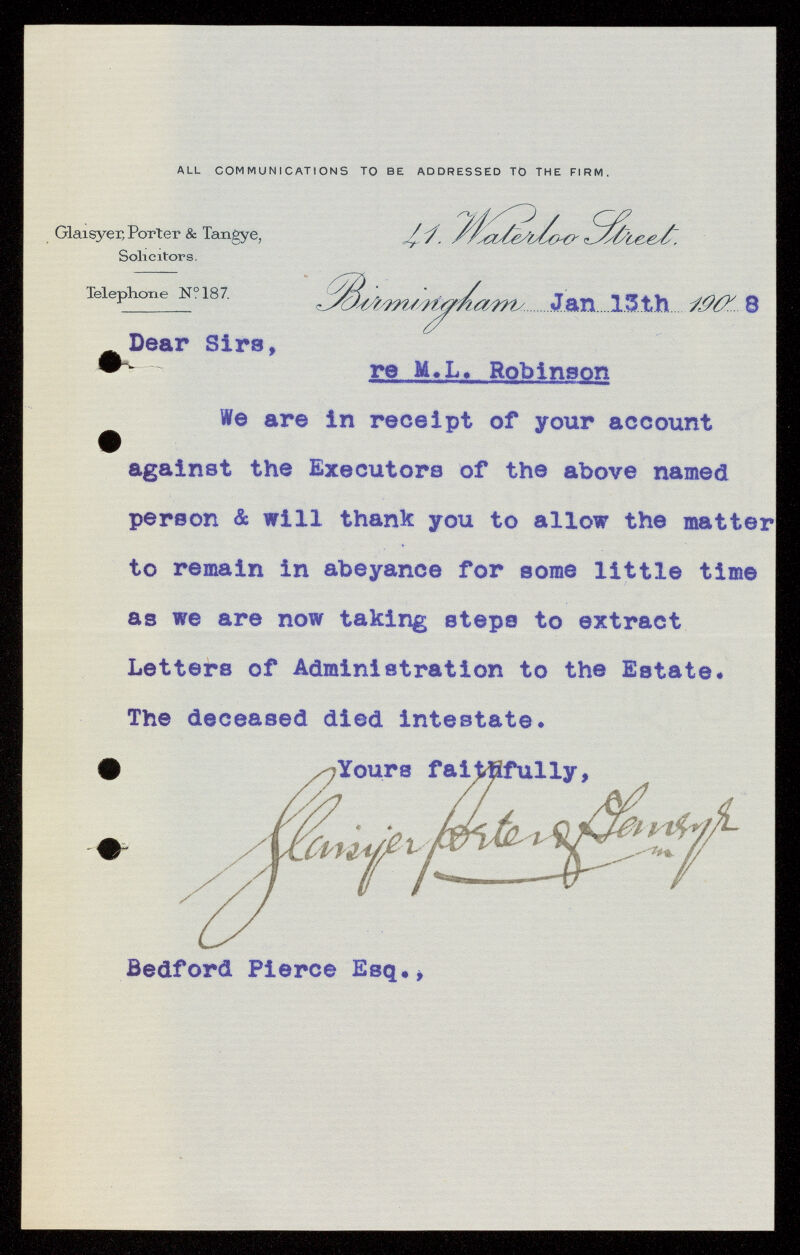 ALL COMMUNICATIONS TO BE ADDRESSED TO THE FIRM.
Glaisyer, Porter & Tangye,
Solicitors.
Telephone Nº 187.
41. Waterloo Street.
Birmingham Jan 13th 1908
Dear Sirs,
re M.L. Robinson
We are in receipt of your account
against the Executors of the above named
person & will thank you to allow the matter
to remain in abeyance for some little time
as we are now taking steps to extract
Letters of Administration to the Estate.
The deceased died intestate.
Yours faithfully,
Glaisyer Porter & Tangye
Bedford Pierce Esq.,